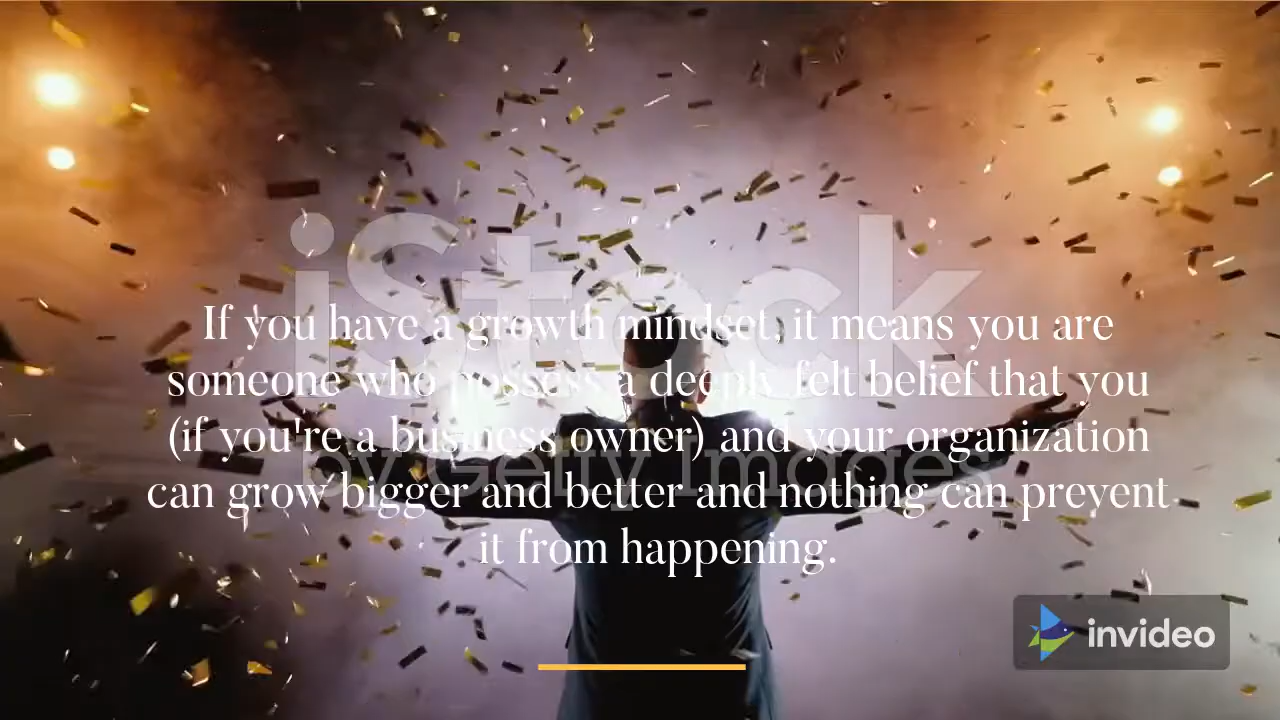 iStock
by Getty Images
If you have a growth mindset, it means you are
someone who possess a deeply felt belief that you
(if you're a business owner) and your organization
can grow bigger and better and nothing can prevent
it from happening.
invideo